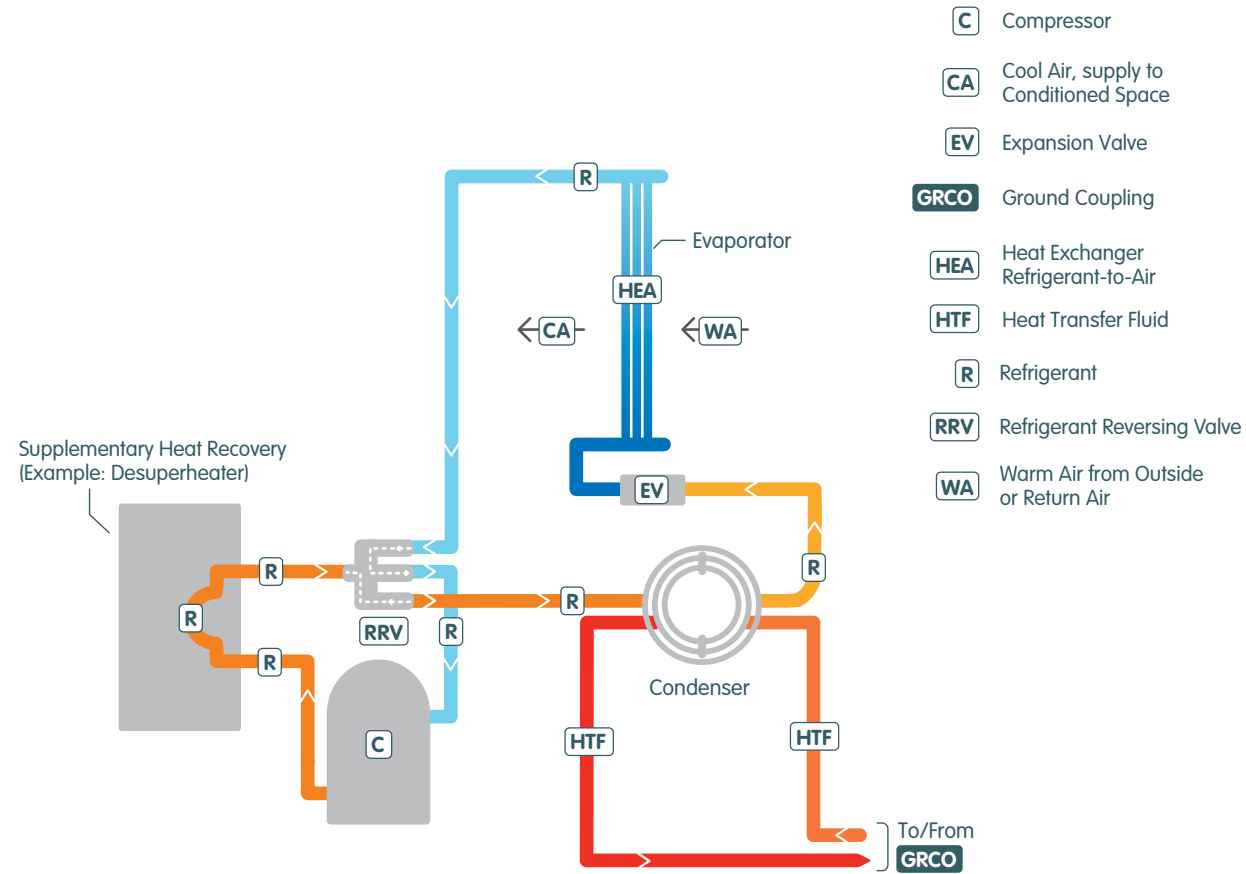 C Compressor
CA Cool Air, supply to
Conditioned Space
EV Expansion Valve
GRCO Ground Coupling
HEA Heat Exchanger
Refrigerant-to-Air
HTF Heat Transfer Fluid
R Refrigerant
RRV Refrigerant Reversing Valve
WA Warm Air from Outside
or Return Air
R
Evaporator
HEA
CA
WA
Supplementary Heat Recovery
(Example: Desuperheater)
EV
R
R
R
R
RRV
R
R
Condenser
C
HTF
HTF
To/From
GRCO